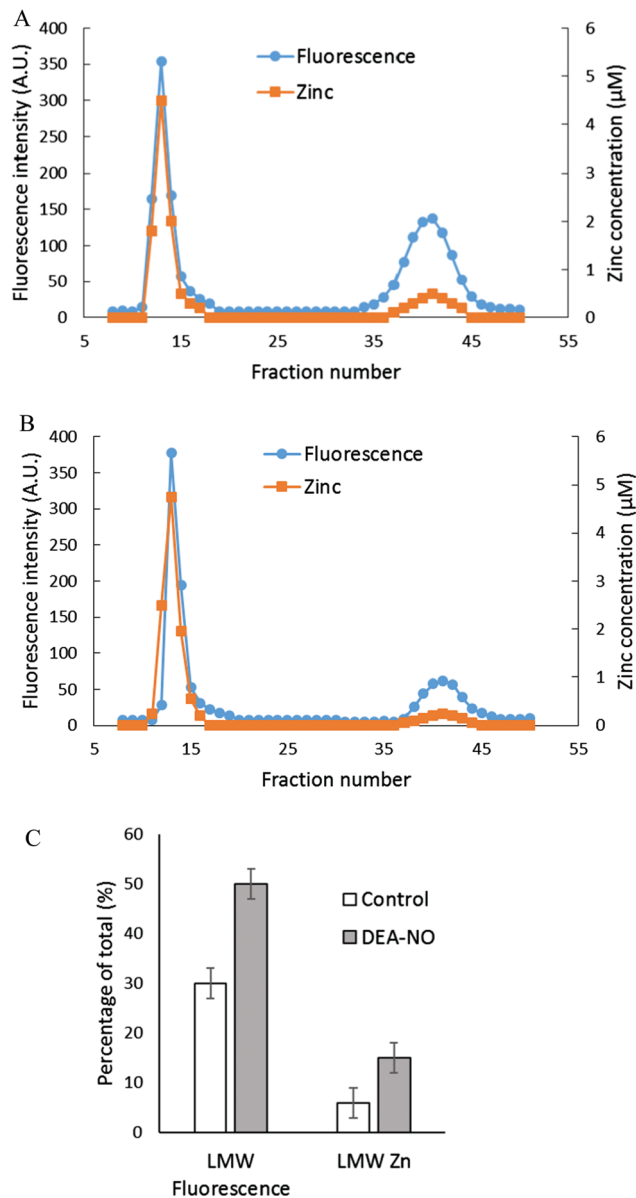 A
Fluorescence intensity (A.U.)
400
350
300
250
200
150
100
50
0
Fluorescence
Zinc
6
5
4
3
2
1
0
Zinc concentration (µM)
5 15 25 35 45 55
Fraction number
B
Fluorescence intensity (A.U.)
400
350
300
250
200
150
100
50
0
Fluorescence
Zinc
6
5
4
3
2
1
0
Zinc concentration (µM)
5 15 25 35 45 55
Fraction number
C
Percentage of total (%)
60
50
40
30
20
10
0
Control
DEA-NO
LMW
Fluorescence
LMW Zn